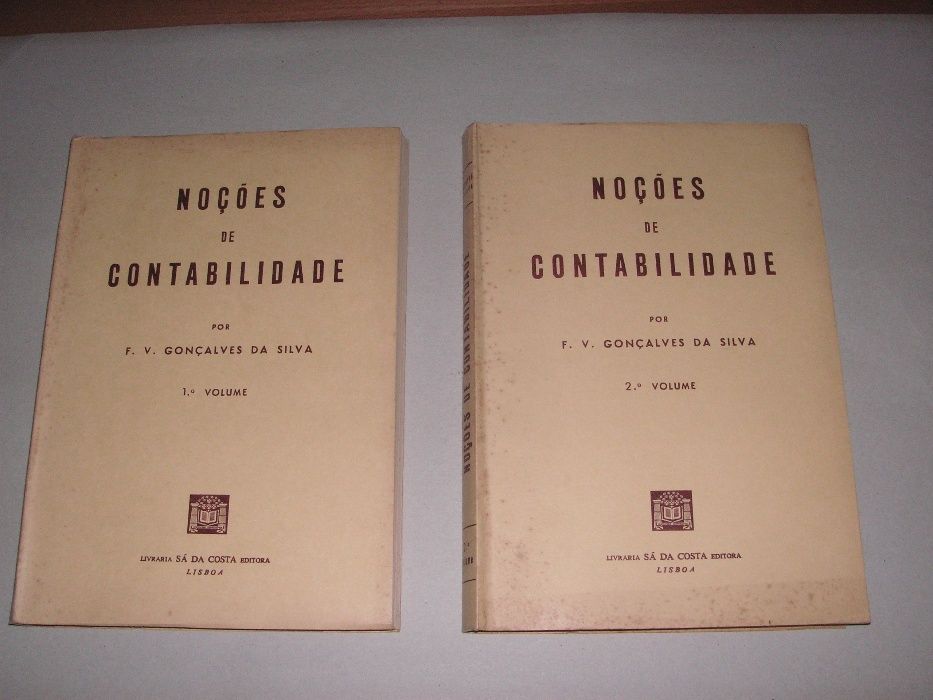 NOÇÕES
DE
CONTABILIDADE
POR
F. V. GONÇALVES DA SILVA
1.º VOLUME
LIVRARIA SÁ DA COSTA EDITORA
LISBOA
NOÇÕES DE CONTABILIDADE
NOÇÕES
DE
CONTABILIDADE
POR
F. V. GONÇALVES DA SILVA
2.º VOLUME
LIVRARIA SÁ DA COSTA EDITORA
LISBOA